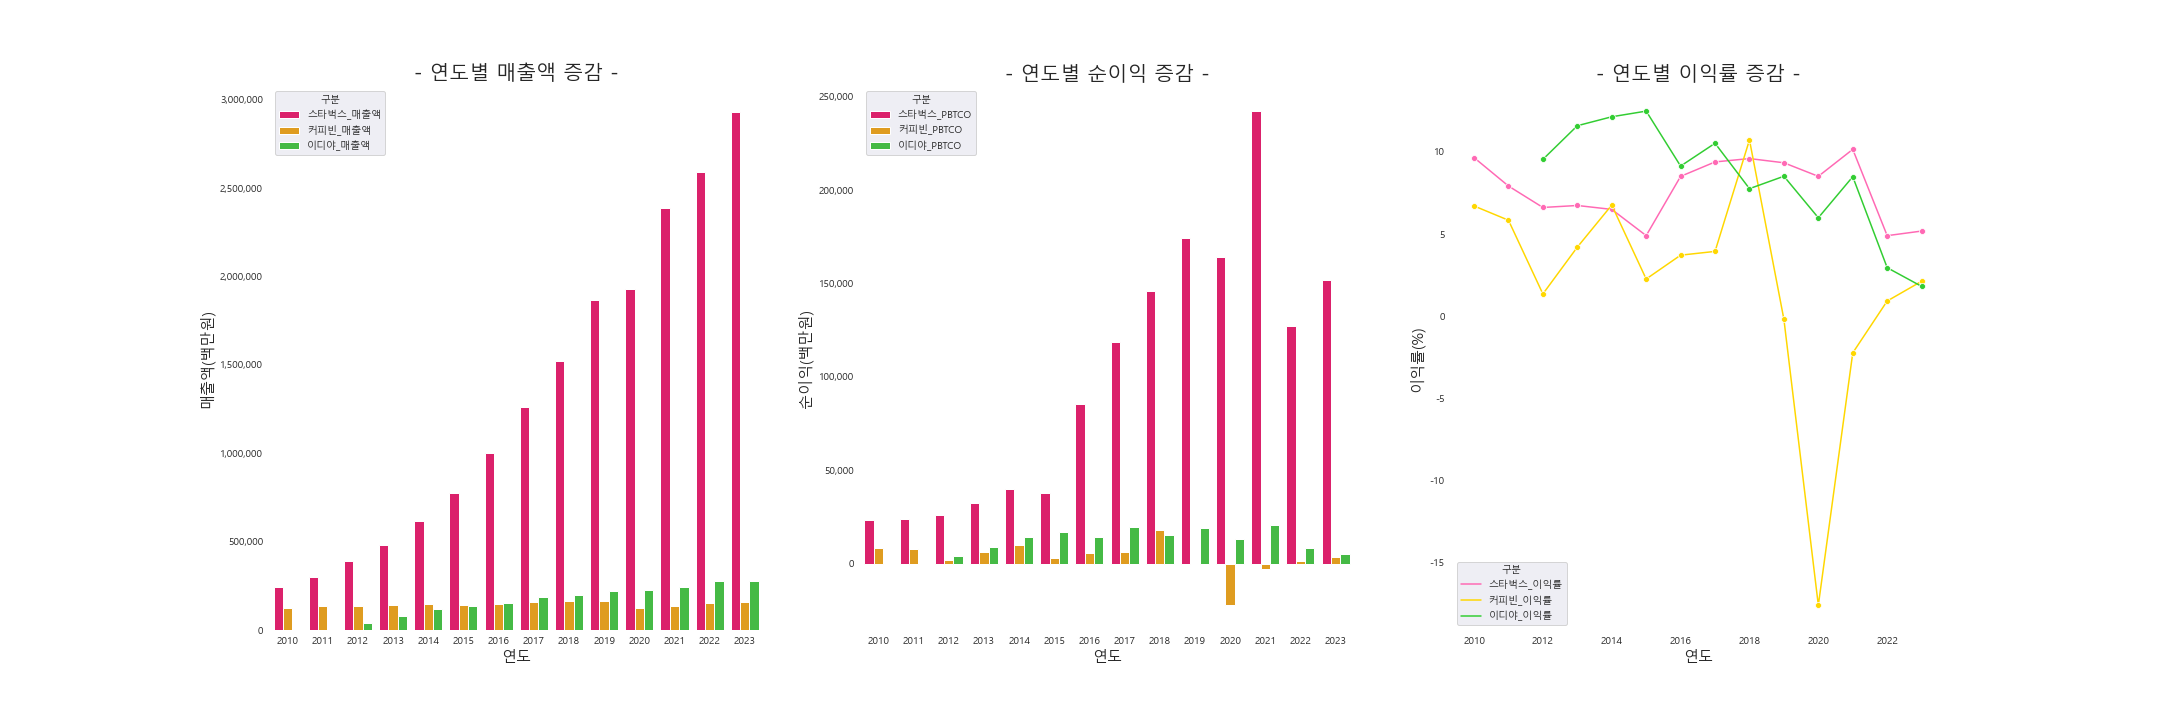 - 연도별 매출액 증감 -
구분
스타벅스_매출액
커피빈_매출액
이디야_매출액
3,000,000
2,500,000
2,000,000
1,500,000
1,000,000
500,000
0
매출액(백만원)
2010 2011 2012 2013 2014 2015 2016 2017 2018 2019 2020 2021 2022 2023
연도
- 연도별 순이익 증감 -
구분
스타벅스_PBTCO
커피빈_PBTCO
이디야_PBTCO
250,000
200,000
150,000
100,000
50,000
0
순이익(백만원)
2010 2011 2012 2013 2014 2015 2016 2017 2018 2019 2020 2021 2022 2023
연도
- 연도별 이익률 증감 -
10
5
0
-5
-10
-15
이익률(%)
구분
스타벅스_이익률
커피빈_이익률
이디야_이익률
2010 2012 2014 2016 2018 2020 2022
연도